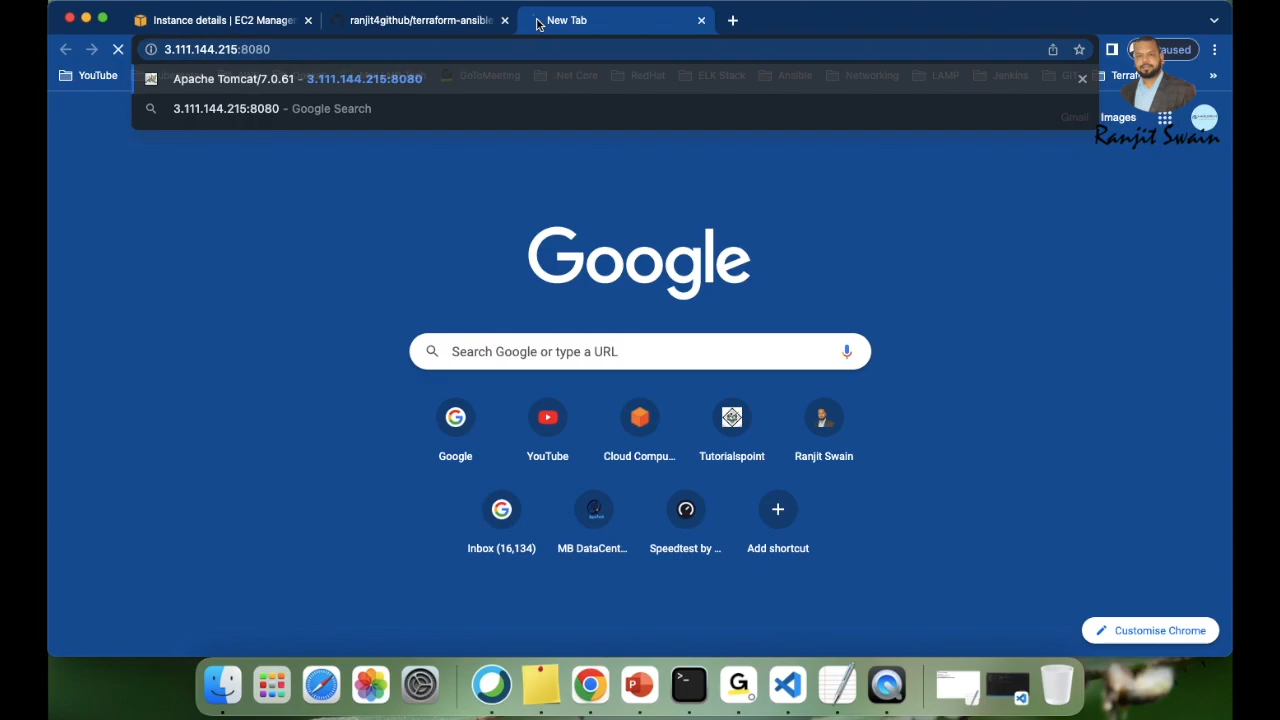 Instance details | EC2 Manage
ranjit4github/terraform-ansible
New Tab
3.111.144.215:8080
aused
YouTube
Apache Tomcat/7.0.61 - 3.111.144.215:8080
GoToMeeting
.Net Core
RedHat
ELK Stack
Ansible
Networking
LAMP
Jenkins
GIT
Terra
3.111.144.215:8080 - Google Search
Gmail
Images
Ranjit Swain
Google
Search Google or type a URL
Google
YouTube
Cloud Compu...
Tutorialspoint
Ranjit Swain
Inbox (16,134)
MB DataCent...
Speedtest by ...
Add shortcut
Customise Chrome